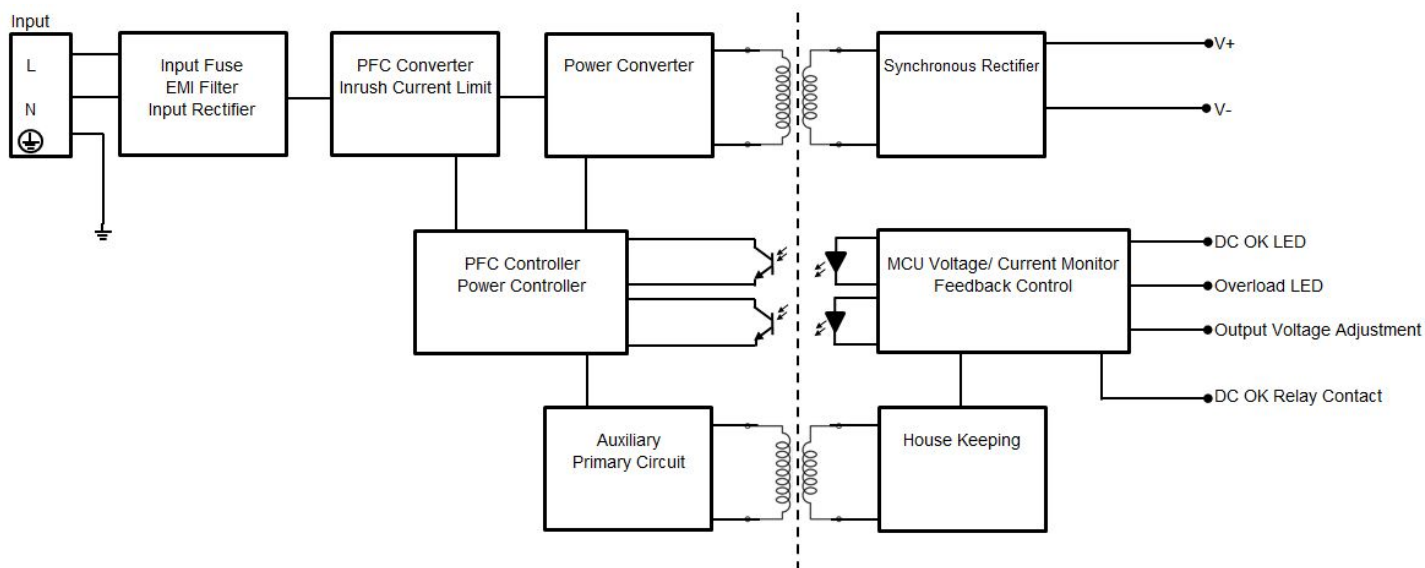 Input
L
N
Input Fuse
EMI Filter
Input Rectifier
PFC Converter
Inrush Current Limit
Power Converter
Synchronous Rectifier
V+
V-
PFC Controller
Power Controller
MCU Voltage/ Current Monitor
Feedback Control
DC OK LED
Overload LED
Output Voltage Adjustment
DC OK Relay Contact
Auxiliary
Primary Circuit
House Keeping